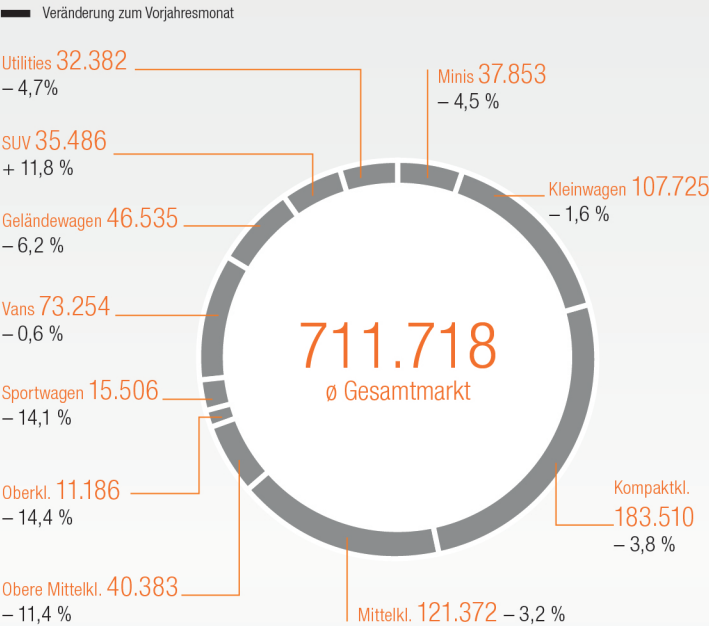 Veränderung zum Vorjahresmonat
Utilities 32.382
– 4,7%
Minis 37.853
– 4,5 %
SUV 35.486
+ 11,8 %
Kleinwagen 107.725
– 1,6 %
Geländewagen 46.535
– 6,2 %
Vans 73.254
– 0,6 %
711.718
ø Gesamtmarkt
Sportwagen 15.506
– 14,1 %
Oberkl. 11.186
– 14,4 %
Kompaktkl.
183.510
– 3,8 %
Obere Mittelkl. 40.383
– 11,4 %
Mittelkl. 121.372 – 3,2 %